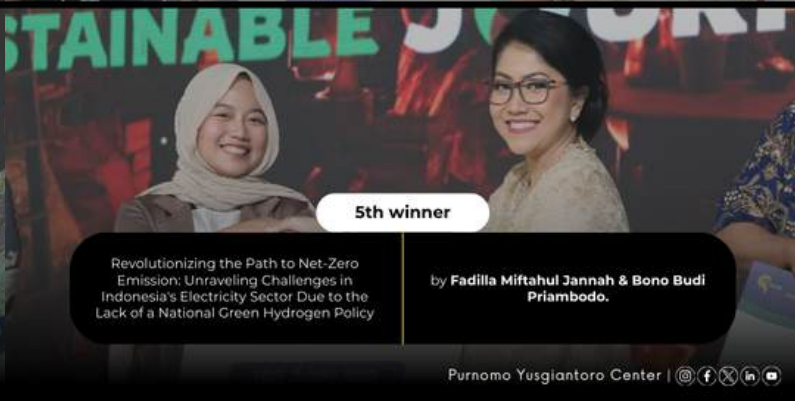 STAINABLE
5th winner
Revolutionizing the Path to Net-Zero
Emission: Unraveling Challenges in
Indonesia's Electricity Sector Due to the
Lack of a National Green Hydrogen Policy
by Fadilla Miftahul Jannah & Bono Budi
Priambodo.
Purnomo Yusgiantoro Center |